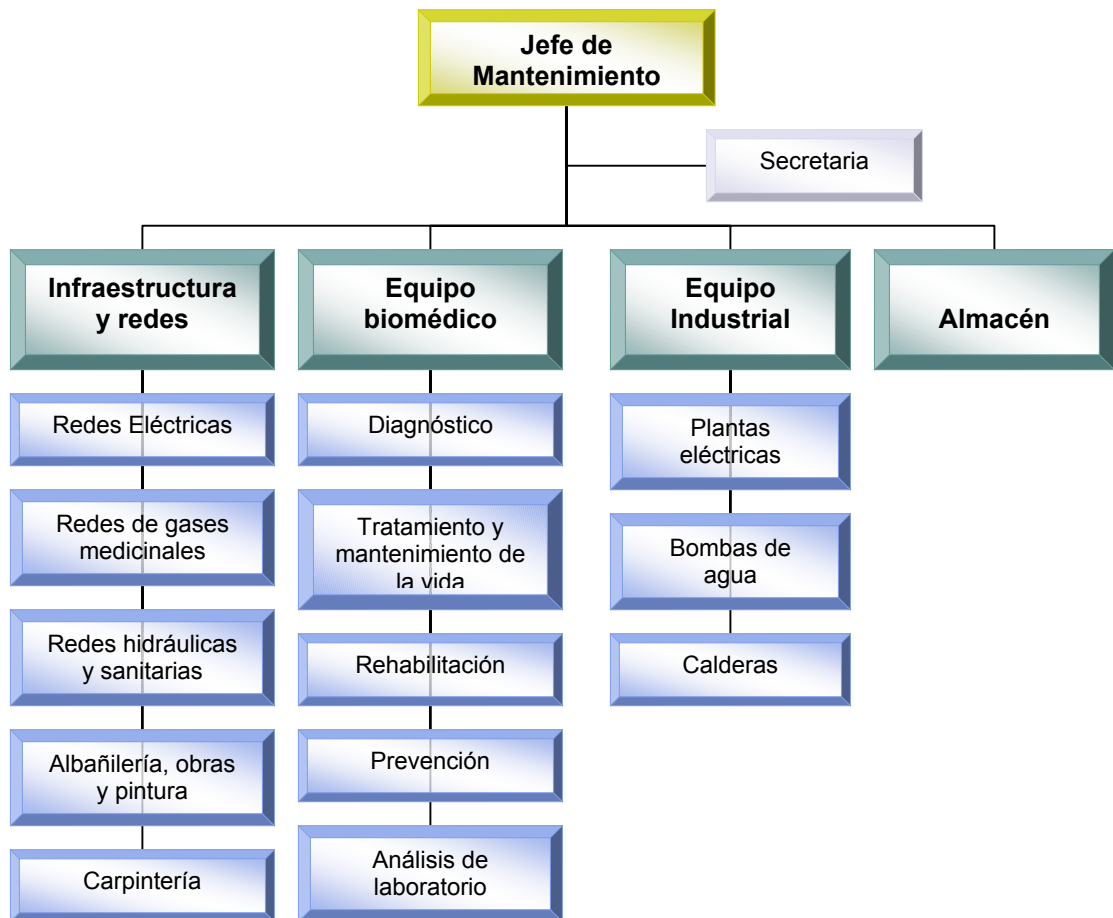 Jefe de
Mantenimiento
Secretaria
Infraestructura
y redes
Equipo
biomédico
Equipo
Industrial
Almacén
Redes Eléctricas
Redes de gases
medicinales
Redes hidráulicas
y sanitarias
Albañilería, obras
y pintura
Carpintería
Diagnóstico
Tratamiento y
mantenimiento de
la vida
Rehabilitación
Prevención
Análisis de
laboratorio
Plantas
eléctricas
Bombas de
agua
Calderas